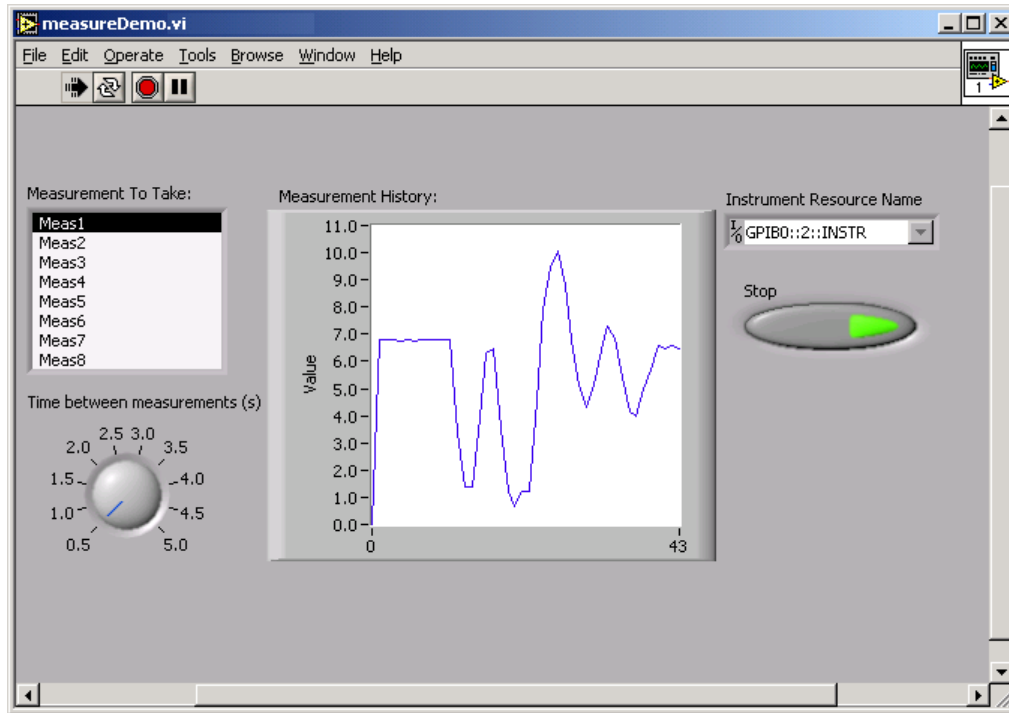 measureDemo.vi
File Edit Operate Tools Browse Window Help
1
Measurement To Take:
Meas1
Meas2
Meas3
Meas4
Meas5
Meas6
Meas7
Meas8
Time between measurements (s)
0.5
1.0
1.5
2.0
2.5
3.0
3.5
4.0
4.5
5.0
Measurement History:
Value
11.0
10.0
9.0
8.0
7.0
6.0
5.0
4.0
3.0
2.0
1.0
0.0
0 43
Instrument Resource Name
I/0 GPIB0::2::INSTR
Stop